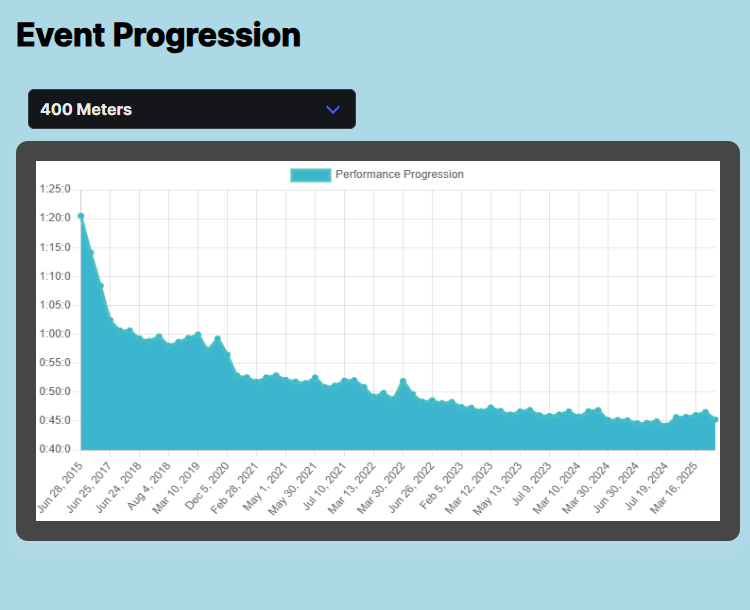 Event Progression
400 Meters
Performance Progression
1:25:0
1:20:0
1:15:0
1:10:0
1:05:0
1:00:0
0:55:0
0:50:0
0:45:0
0:40:0
Jun 28, 2015
Jun 25, 2017
Jun 24, 2018
Aug 4, 2018
Mar 10, 2019
Dec 5, 2020
Feb 28, 2021
May 1, 2021
May 30, 2021
Jul 10, 2021
Mar 13, 2022
Mar 30, 2022
Jun 26, 2022
Feb 5, 2023
Mar 12, 2023
May 13, 2023
Jul 9, 2023
Mar 10, 2024
Mar 30, 2024
Jun 30, 2024
Jul 19, 2024
Mar 16, 2025